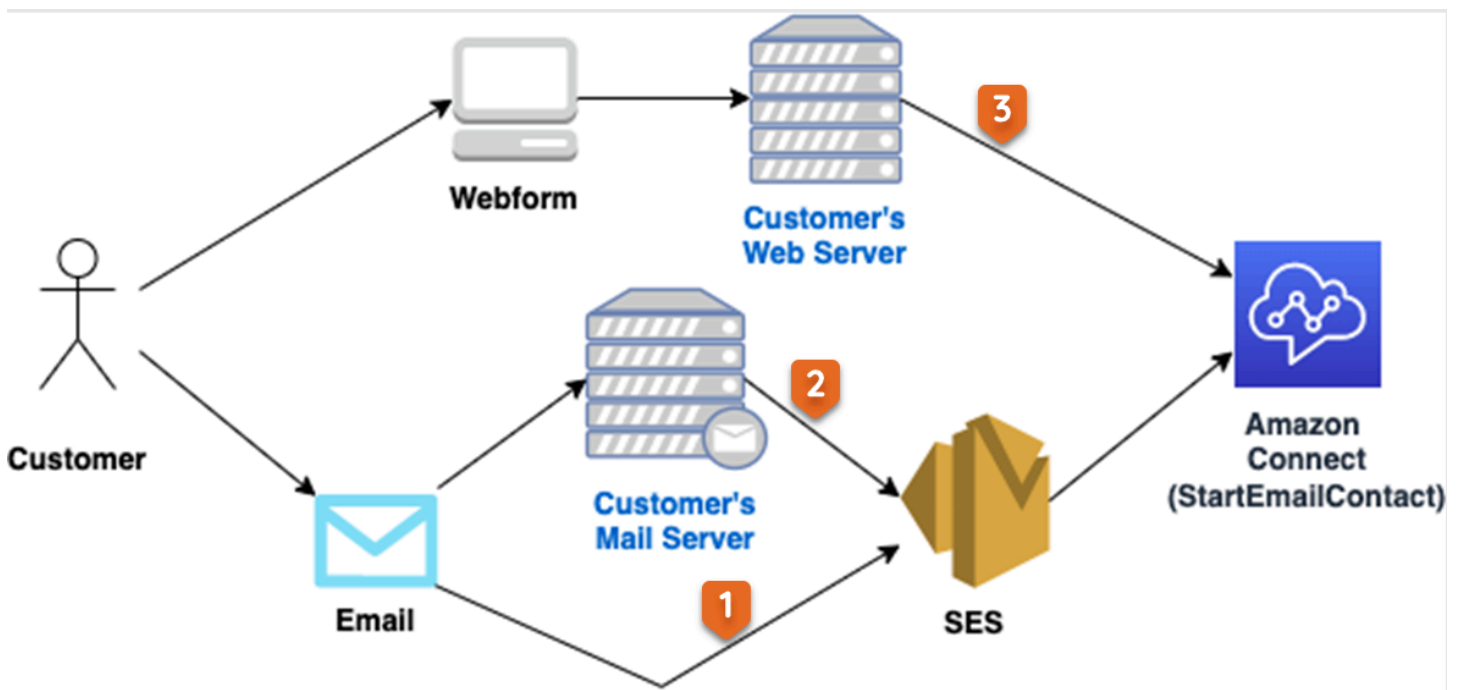 3
Webform
Customer's
Web Server
2
Customer
Customer's
Mail Server
Amazon
Connect
(StartEmailContact)
1
Email
SES